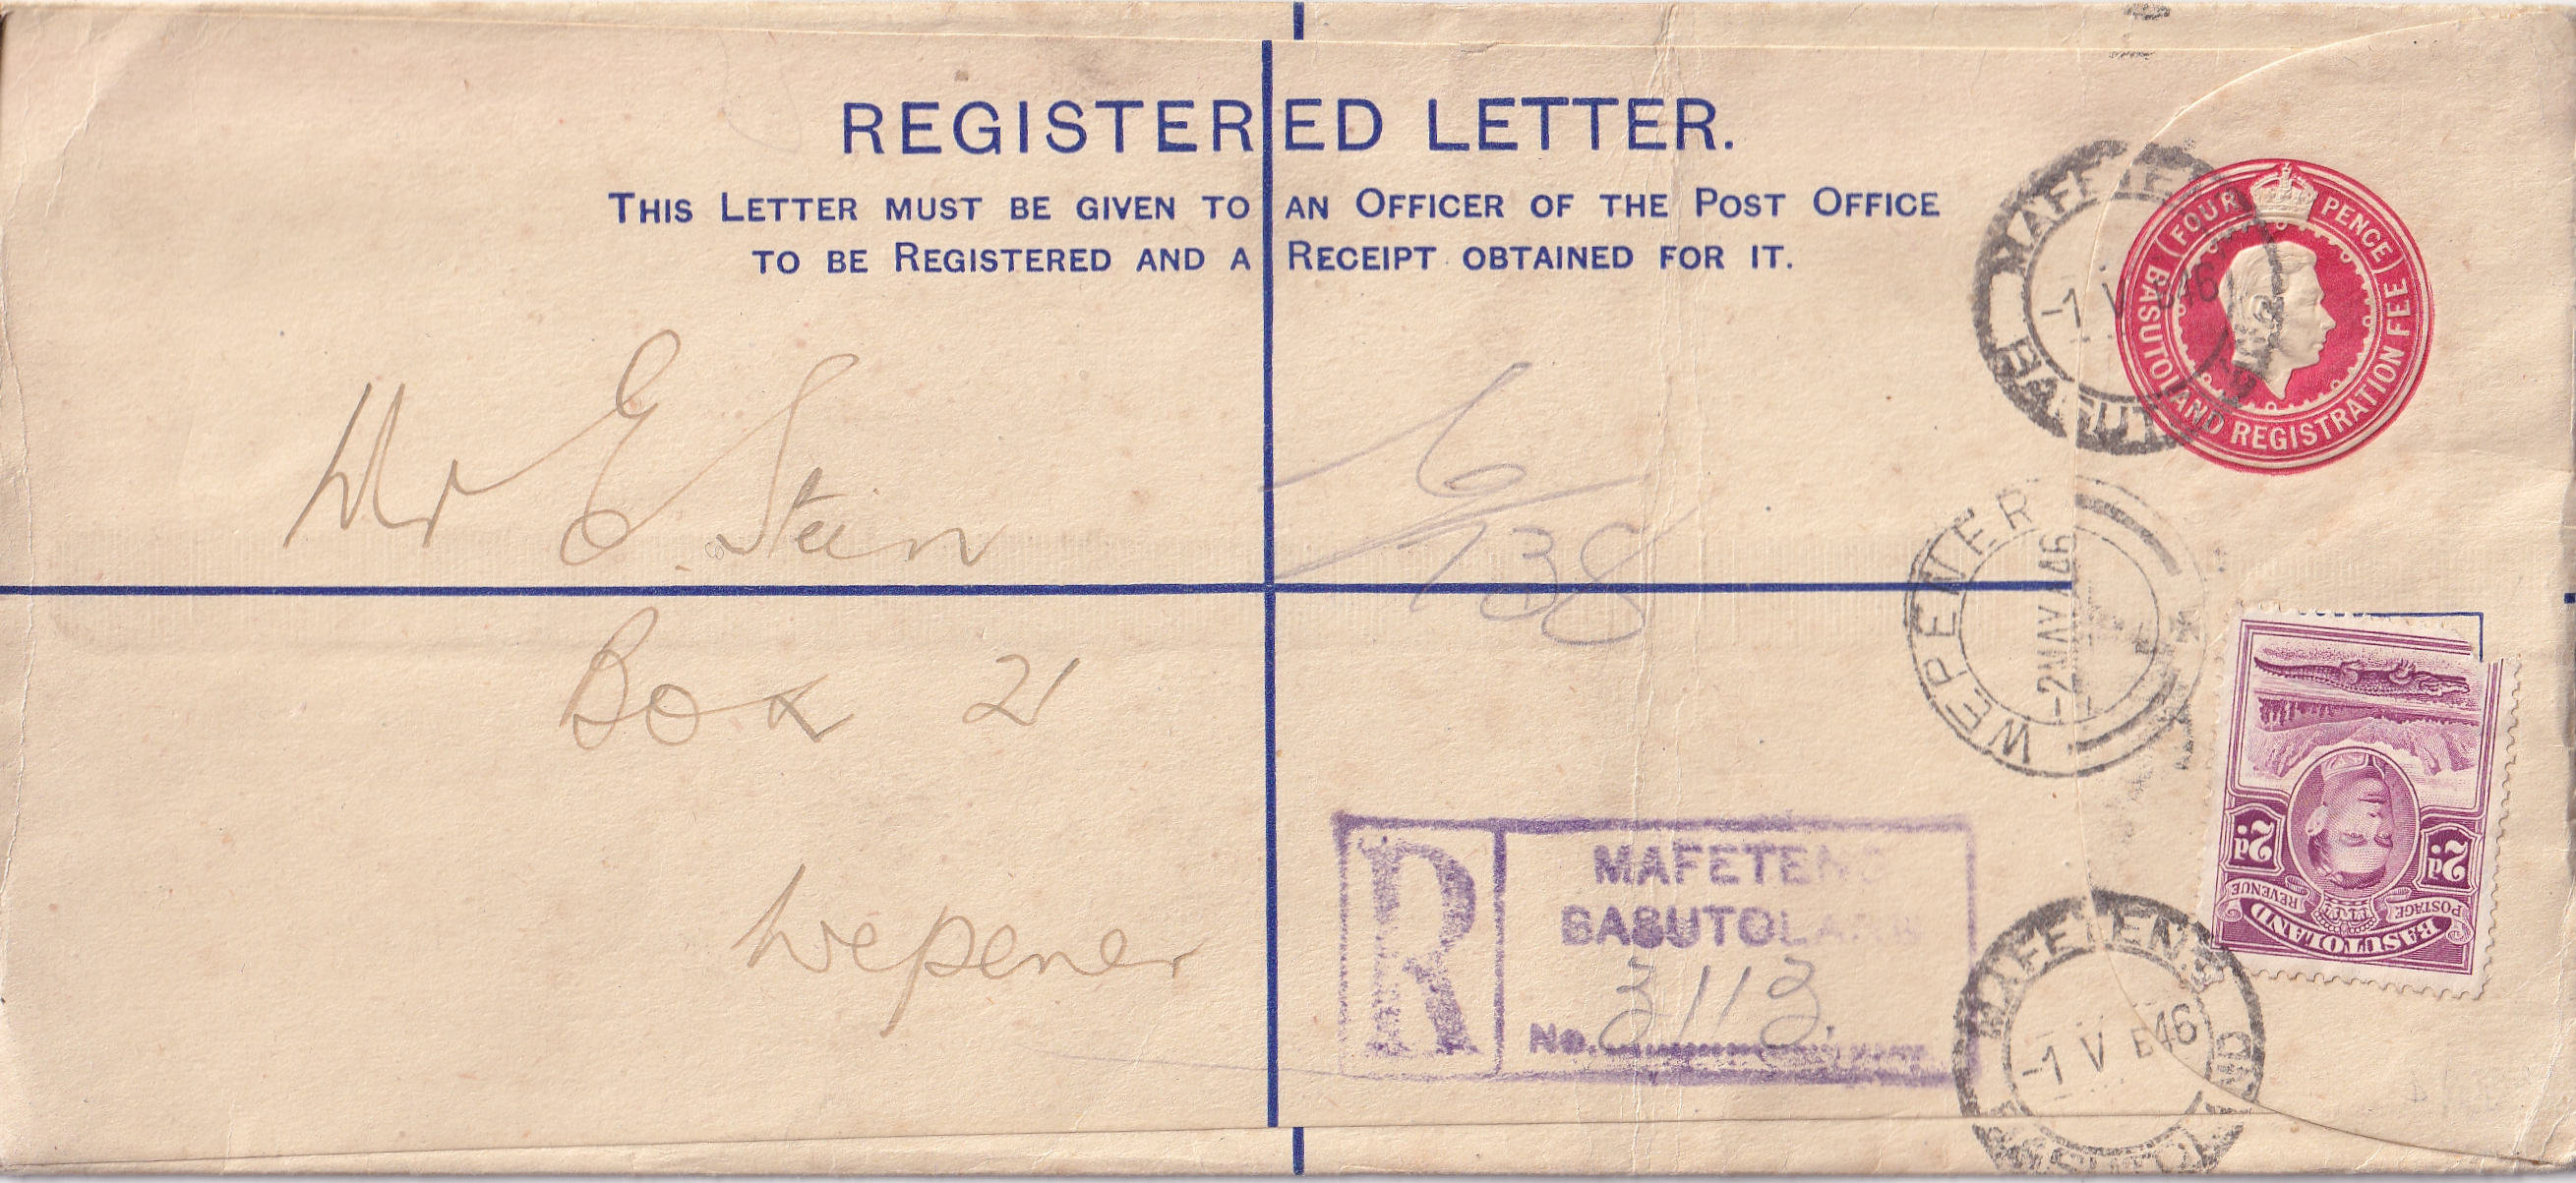 REGISTERED LETTER.
THIS LETTER MUST BE GIVEN TO AN OFFICER OF THE POST OFFICE
TO BE REGISTERED AND A RECEIPT OBTAINED FOR IT.
(FOUR PENCE)
BASUTOLAND REGISTRATION FEE
-1 V 46
Mr E. Stein
6
738
WEPENER
-2 MAY 46
Box 21
Wepener
R
MAFETENG
BASUTOLAND
No. 3113.
2d. 2d.
POSTAGE REVENUE
BASUTOLAND
MAFETENG
-1 V 46